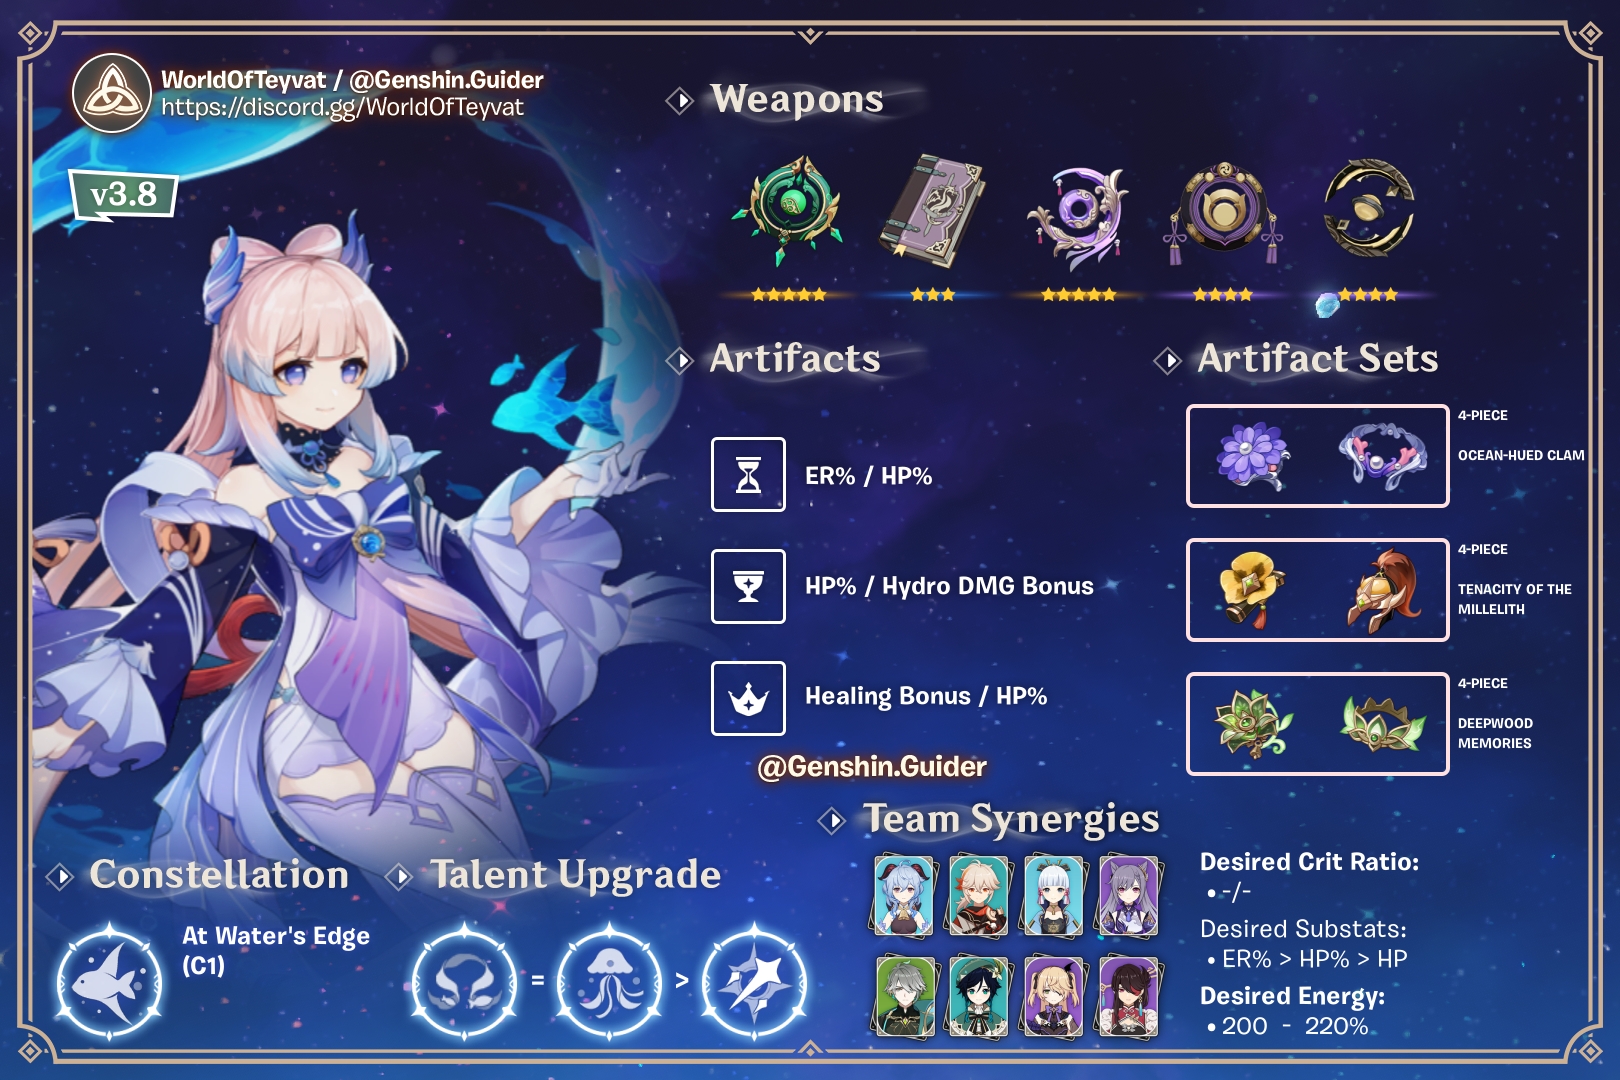 WorldOfTeyvat / @Genshin.Guider
https://discord.gg/WorldOfTeyvat
v3.8
Weapons
Artifacts
ER% / HP%
HP% / Hydro DMG Bonus
Healing Bonus / HP%
@Genshin.Guider
Artifact Sets
4-PIECE
OCEAN-HUED CLAM
4-PIECE
TENACITY OF THE
MILLELITH
4-PIECE
DEEPWOOD
MEMORIES
Constellation
At Water's Edge
(C1)
Talent Upgrade
= >
Team Synergies
Desired Crit Ratio:
• -/-
Desired Substats:
• ER% > HP% > HP
Desired Energy:
• 200 - 220%